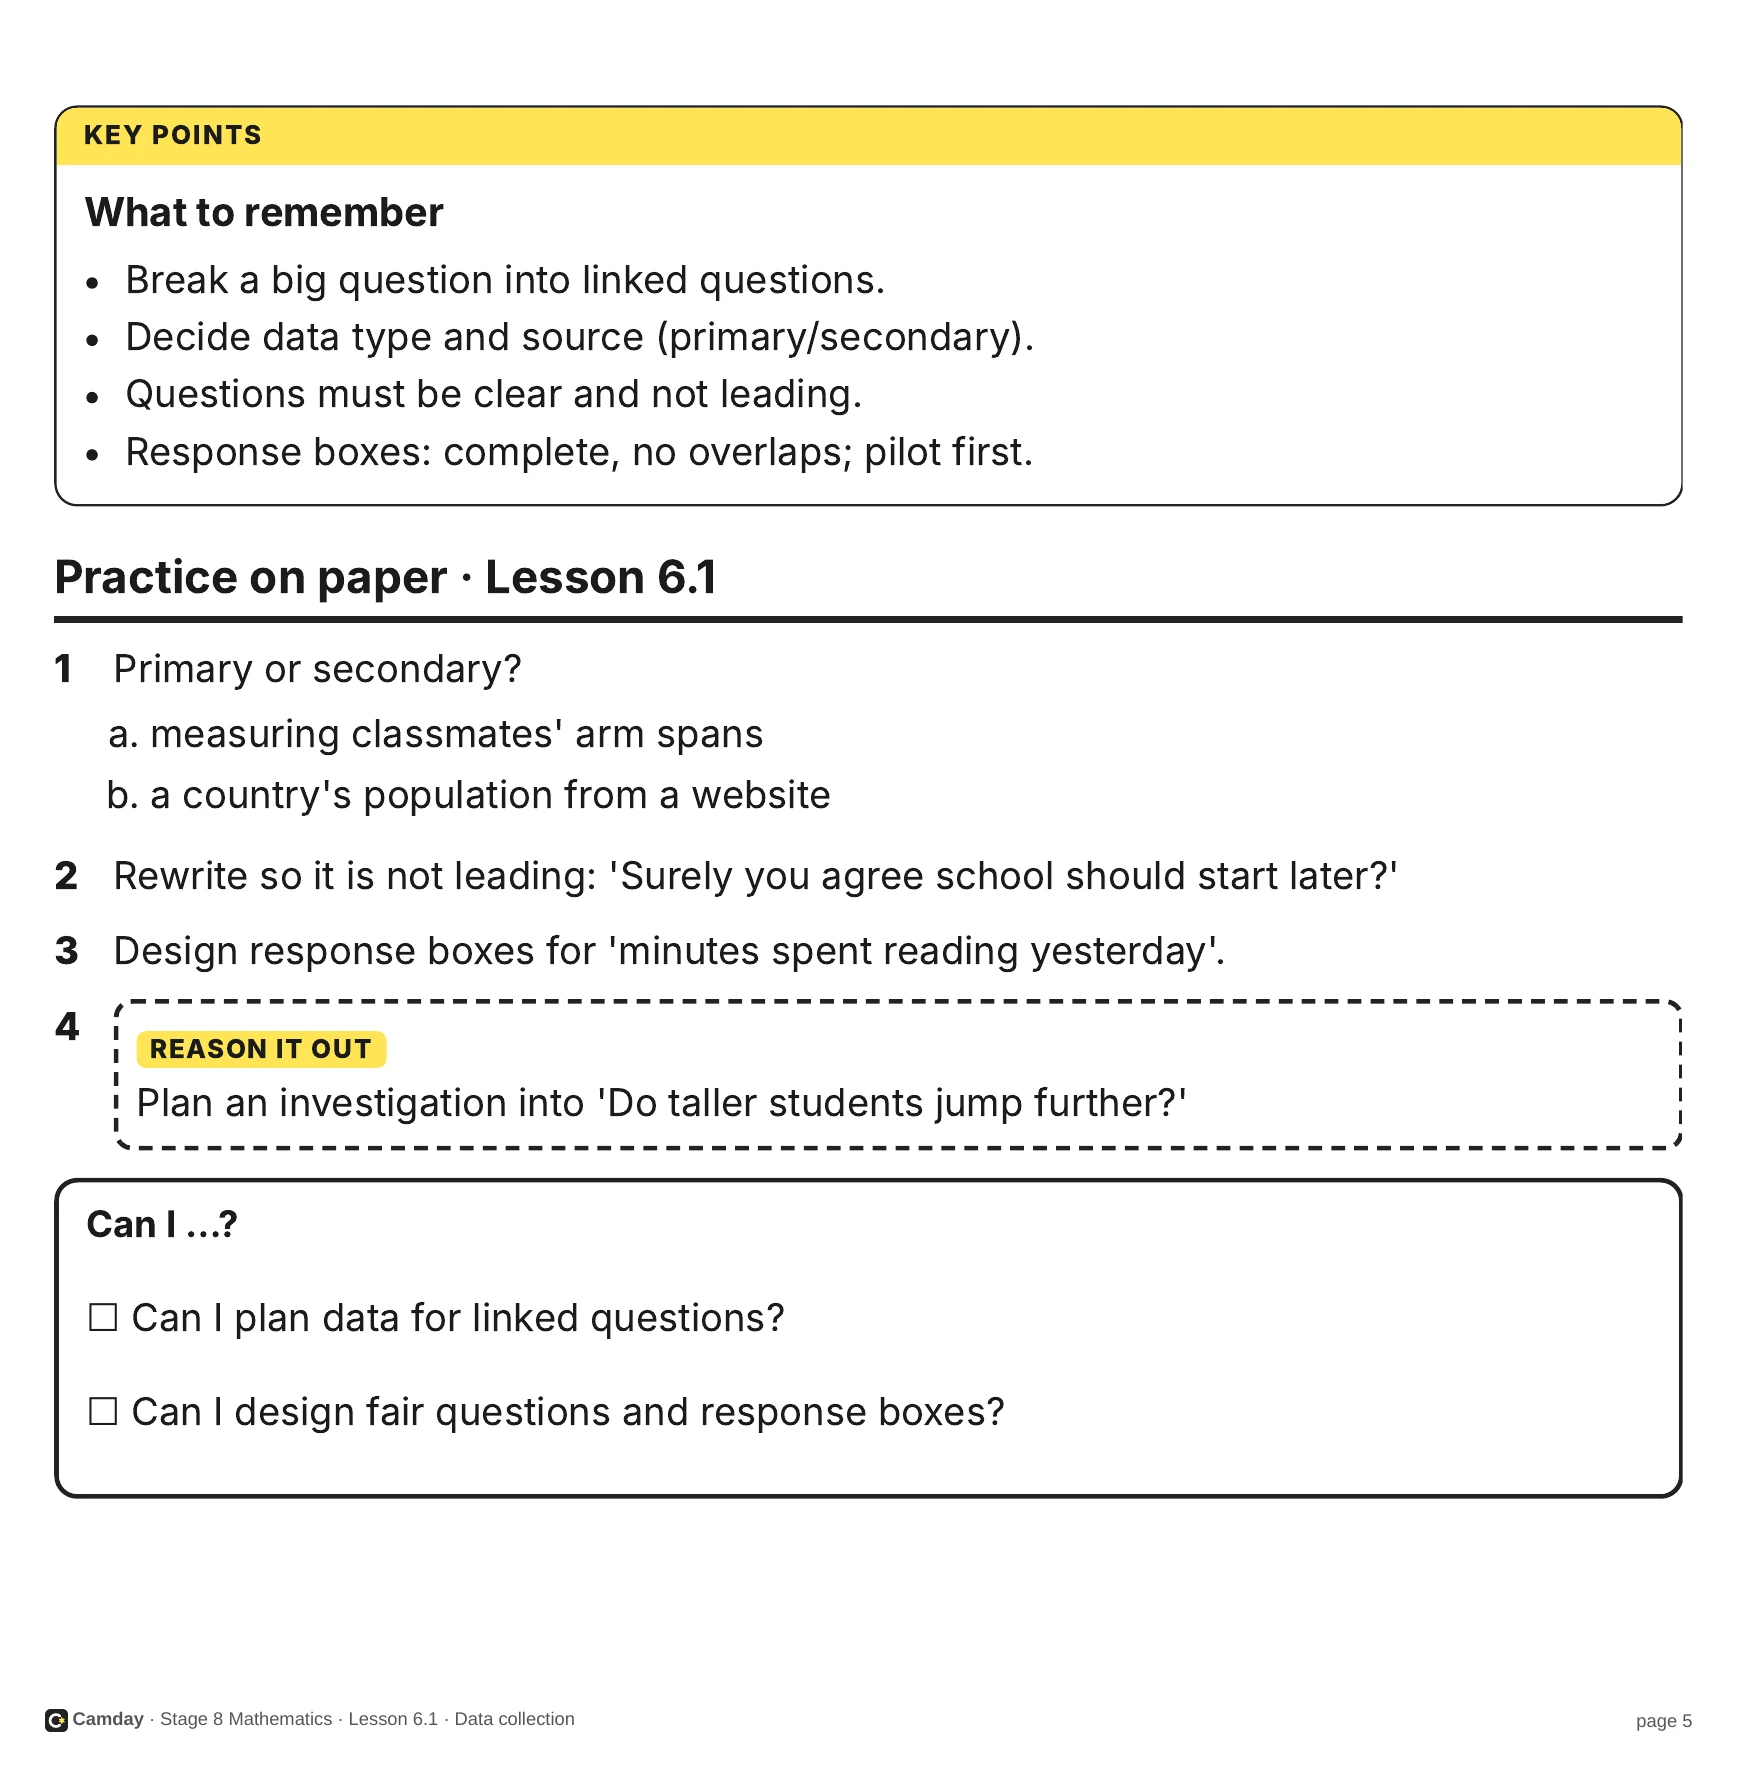 KEY POINTS
What to remember
• Break a big question into linked questions.
• Decide data type and source (primary/secondary).
• Questions must be clear and not leading.
• Response boxes: complete, no overlaps; pilot first.
Practice on paper · Lesson 6.1
1 Primary or secondary?
a. measuring classmates' arm spans
b. a country's population from a website
2 Rewrite so it is not leading: 'Surely you agree school should start later?'
3 Design response boxes for 'minutes spent reading yesterday'.
4 REASON IT OUT
Plan an investigation into 'Do taller students jump further?'
Can I …?
☐ Can I plan data for linked questions?
☐ Can I design fair questions and response boxes?
Camday · Stage 8 Mathematics · Lesson 6.1 · Data collection
page 5